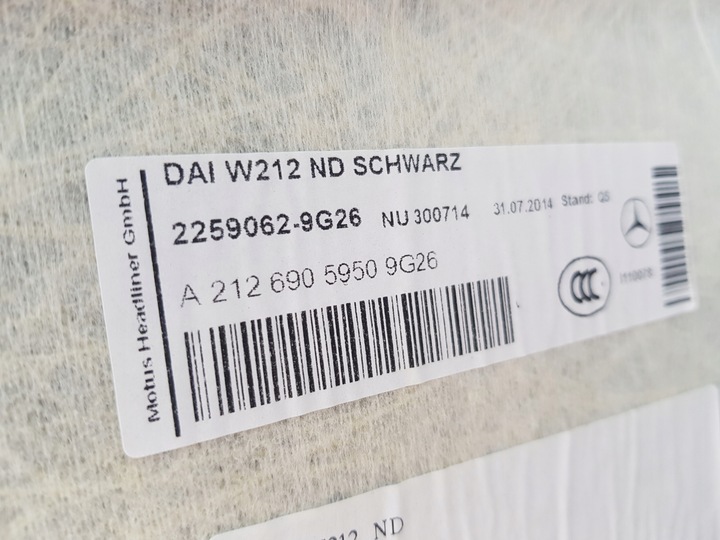 Motus Headliner GmbH
DAI W212 ND SCHWARZ
2259062-9G26 NU 300714 31.07.2014 Stand: QS
A 212 690 5950 9G26
CCC
W212 ND